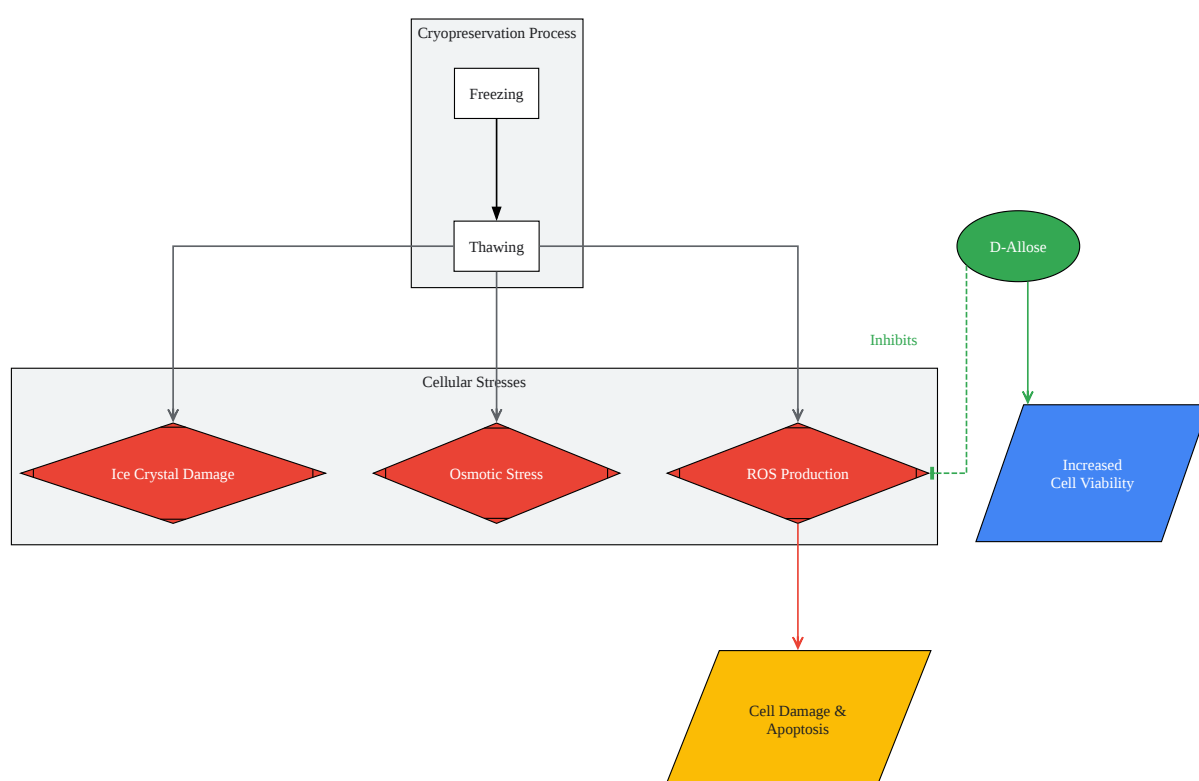 Cryopreservation Process
Freezing
Thawing
D-Allose
Inhibits
Cellular Stresses
Ice Crystal Damage
Osmotic Stress
ROS Production
Increased
Cell Viability
Cell Damage &
Apoptosis